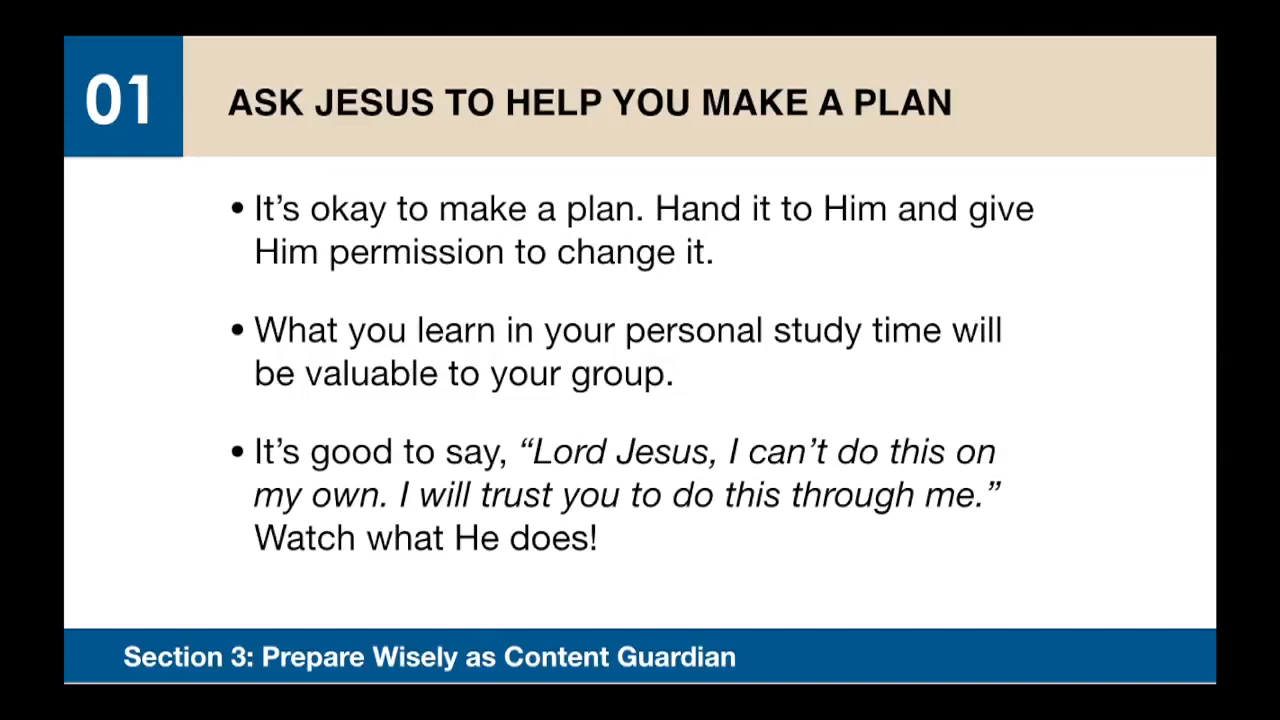 01
ASK JESUS TO HELP YOU MAKE A PLAN
• It’s okay to make a plan. Hand it to Him and give
Him permission to change it.
• What you learn in your personal study time will
be valuable to your group.
• It’s good to say, “Lord Jesus, I can’t do this on
my own. I will trust you to do this through me.”
Watch what He does!
Section 3: Prepare Wisely as Content Guardian